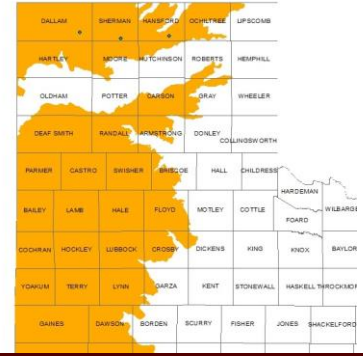 DALLAM SHERMAN HANSFORD OCHILTREE LIPSCOMB
HARTLEY MOORE HUTCHINSON ROBERTS HEMPHILL
OLDHAM POTTER CARSON GRAY WHEELER
DEAF SMITH RANDALL ARMSTRONG DONLEY COLLINGSWORTH
PARMER CASTRO SWISHER BRISCOE HALL CHILDRESS
HARDEMAN
BAILEY LAMB HALE FLOYD MOTLEY COTTLE WILBARGE
FOARD
COCHRAN HOCKLEY LUBBOCK CROSBY DICKENS KING KNOX BAYLOR
YOAKUM TERRY LYNN GARZA KENT STONEWALL HASKELL THROCKMOR
GAINES DAWSON BORDEN SCURRY FISHER JONES SHACKELFORD